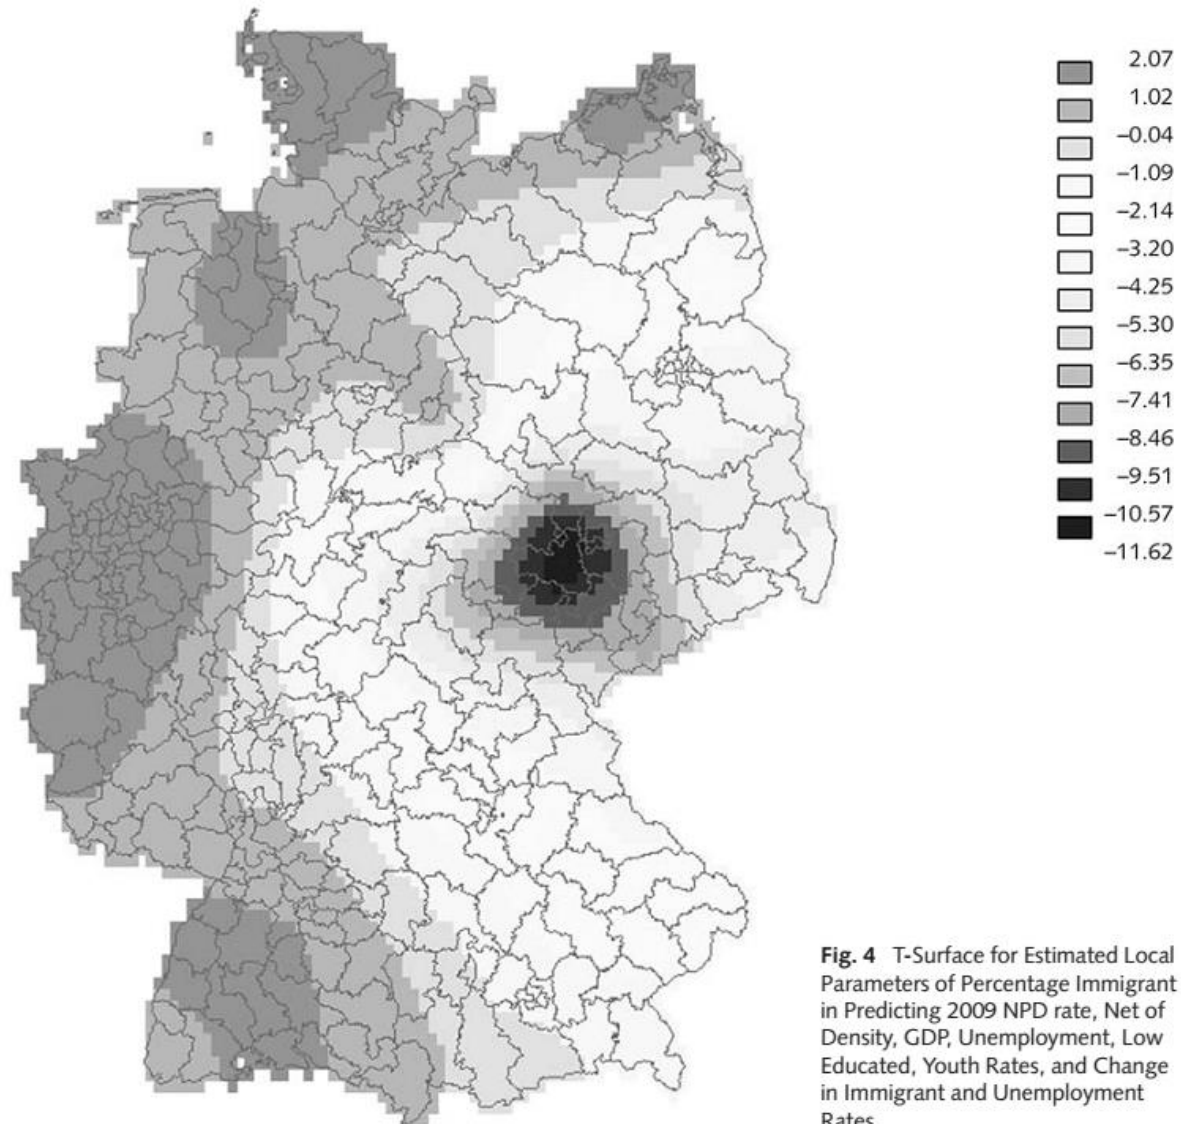 2.07
1.02
–0.04
–1.09
–2.14
–3.20
–4.25
–5.30
–6.35
–7.41
–8.46
–9.51
–10.57
–11.62
Fig. 4 T-Surface for Estimated Local
Parameters of Percentage Immigrant
in Predicting 2009 NPD rate, Net of
Density, GDP, Unemployment, Low
Educated, Youth Rates, and Change
in Immigrant and Unemployment
Rates